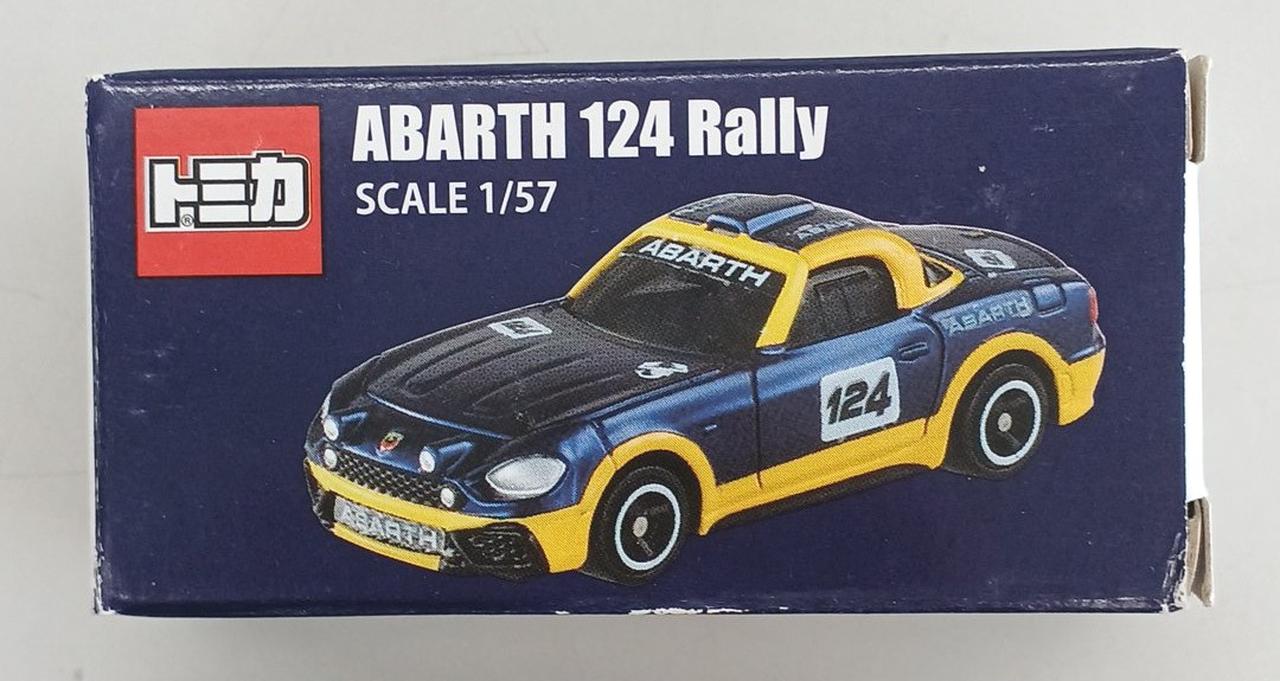 トミカ
®
ABARTH 124 Rally
SCALE 1/57
ABARTH
ABARTH
124
ABARTH